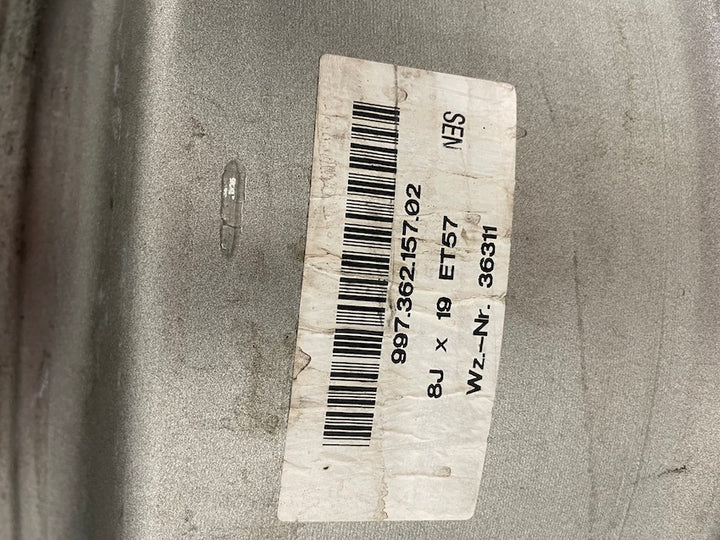 SEN
997.362.157.02
8J x 19 ET57
Wz.-Nr. 36311